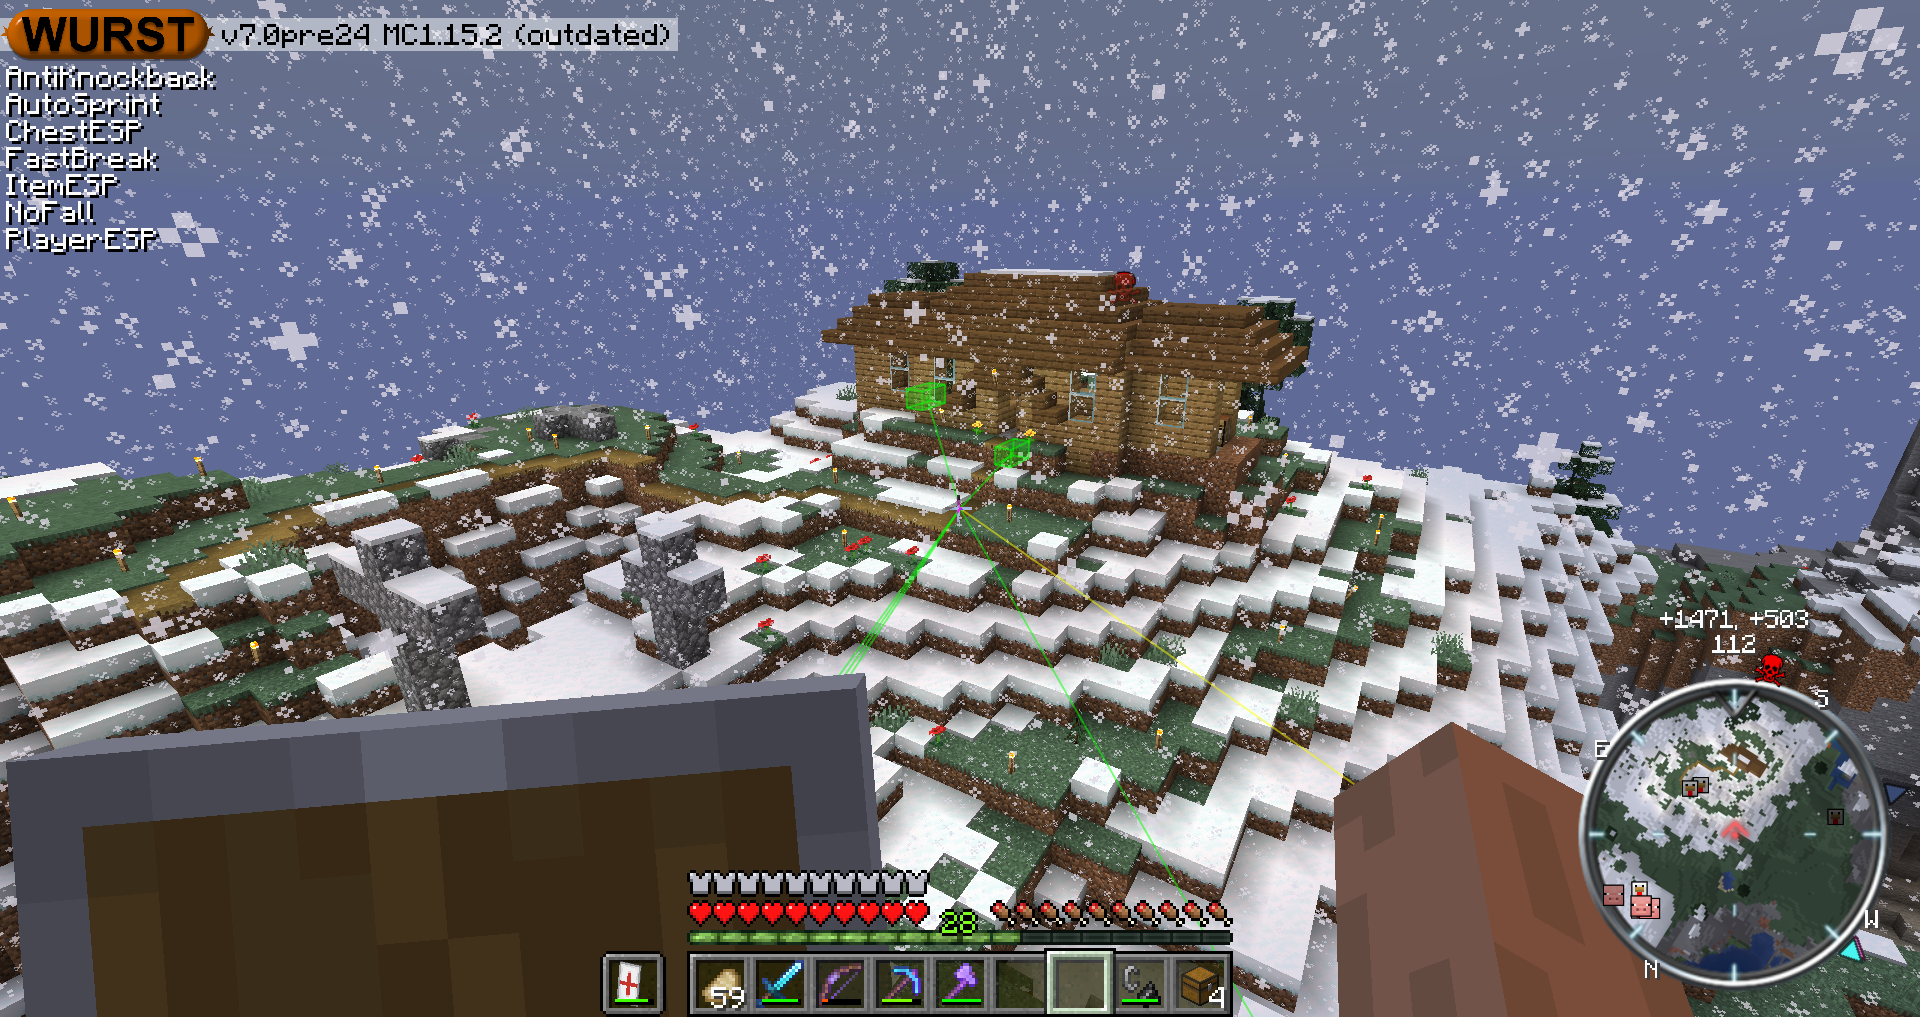 WURST v7.0pre24 MC1.15.2 (outdated)
AntiKnockback
AutoSprint
ChestESP
FastBreak
ItemESP
NoFall
PlayerESP
+1471, +503
112
S
E
W
N
28
59
4